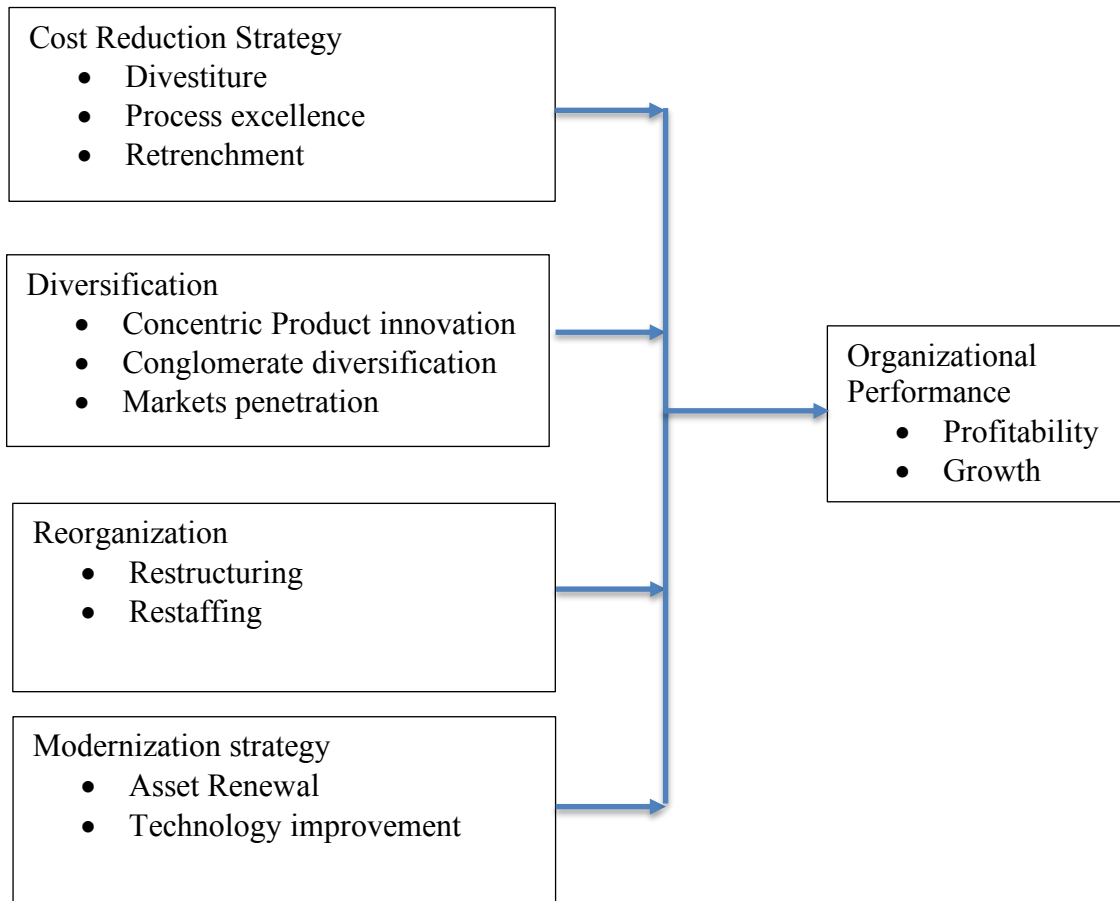 Cost Reduction Strategy
• Divestiture
• Process excellence
• Retrenchment
Diversification
• Concentric Product innovation
• Conglomerate diversification
• Markets penetration
Organizational
Performance
• Profitability
• Growth
Reorganization
• Restructuring
• Restaffing
Modernization strategy
• Asset Renewal
• Technology improvement